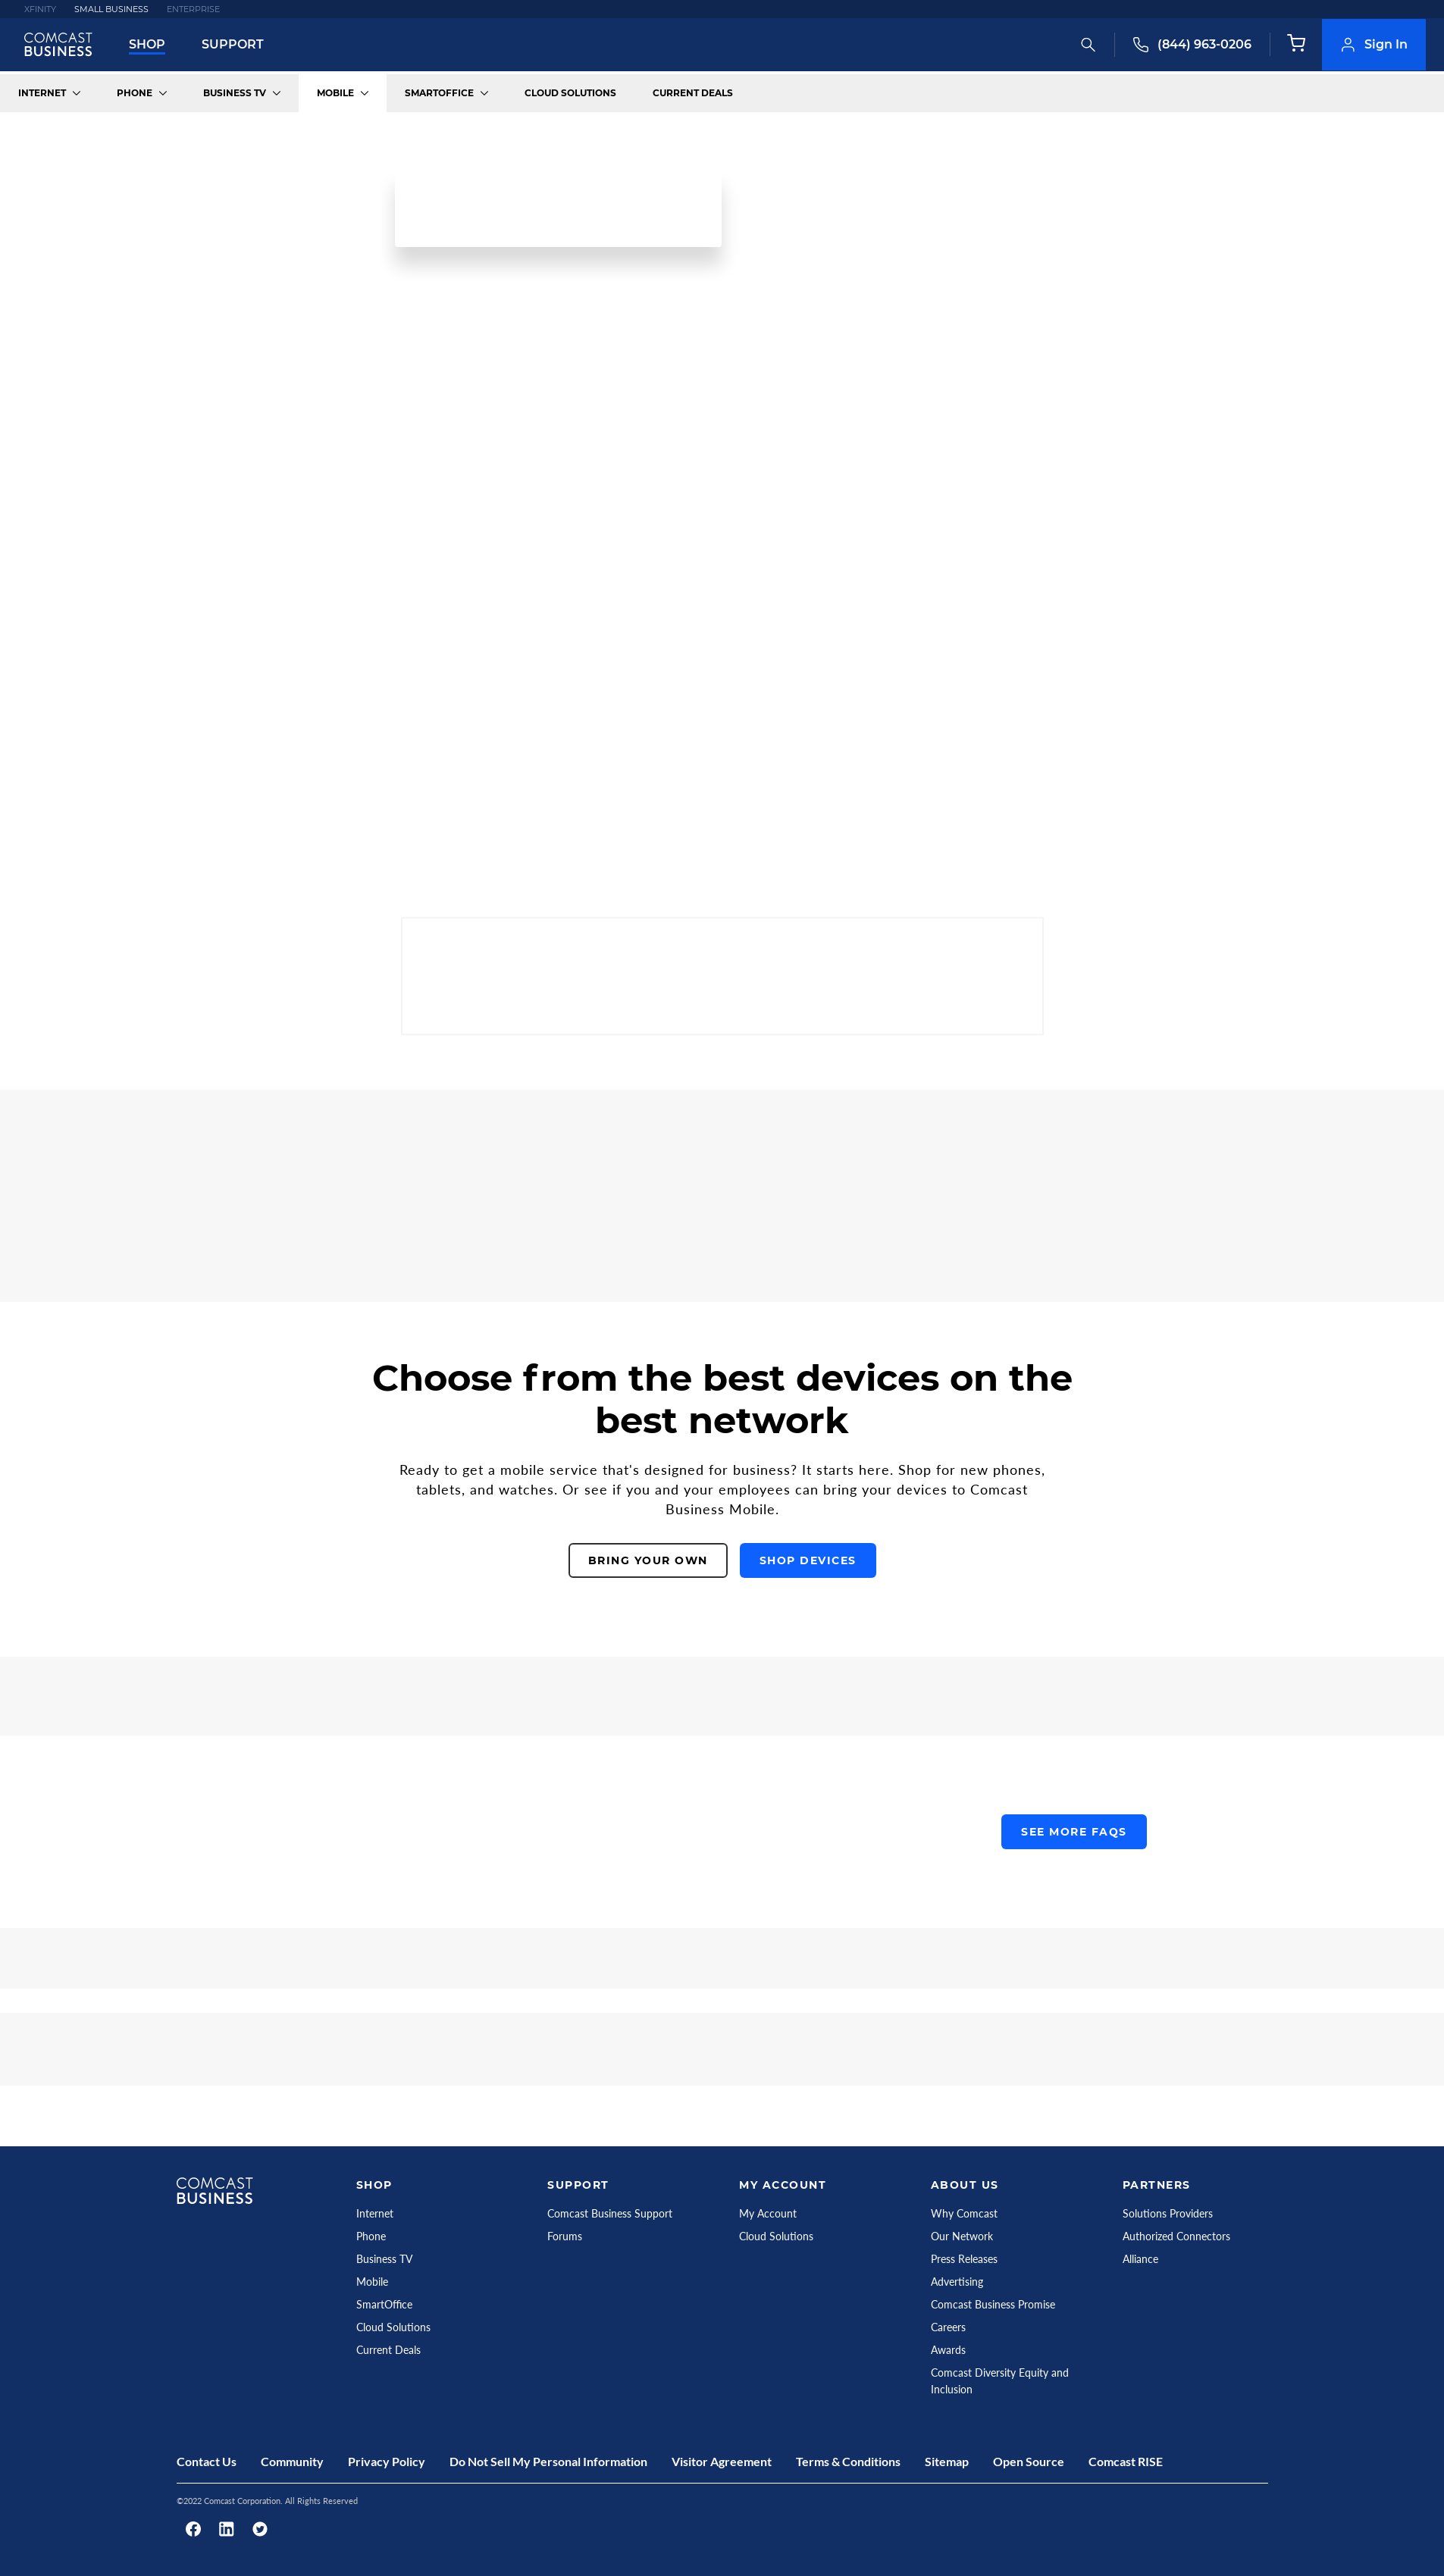 XFINITY SMALL BUSINESS ENTERPRISE
COMCAST
BUSINESS
SHOP SUPPORT (844) 963-0206 Sign In
INTERNET PHONE BUSINESS TV MOBILE SMARTOFFICE CLOUD SOLUTIONS CURRENT DEALS
Choose from the best devices on the
best network
Ready to get a mobile service that's designed for business? It starts here. Shop for new phones,
tablets, and watches. Or see if you and your employees can bring your devices to Comcast
Business Mobile.
BRING YOUR OWN SHOP DEVICES
SEE MORE FAQS
COMCAST
BUSINESS
SHOP
Internet
Phone
Business TV
Mobile
SmartOffice
Cloud Solutions
Current Deals
SUPPORT
Comcast Business Support
Forums
MY ACCOUNT
My Account
Cloud Solutions
ABOUT US
Why Comcast
Our Network
Press Releases
Advertising
Comcast Business Promise
Careers
Awards
Comcast Diversity Equity and
Inclusion
PARTNERS
Solutions Providers
Authorized Connectors
Alliance
Contact Us Community Privacy Policy Do Not Sell My Personal Information Visitor Agreement Terms & Conditions Sitemap Open Source Comcast RISE
©2022 Comcast Corporation. All Rights Reserved